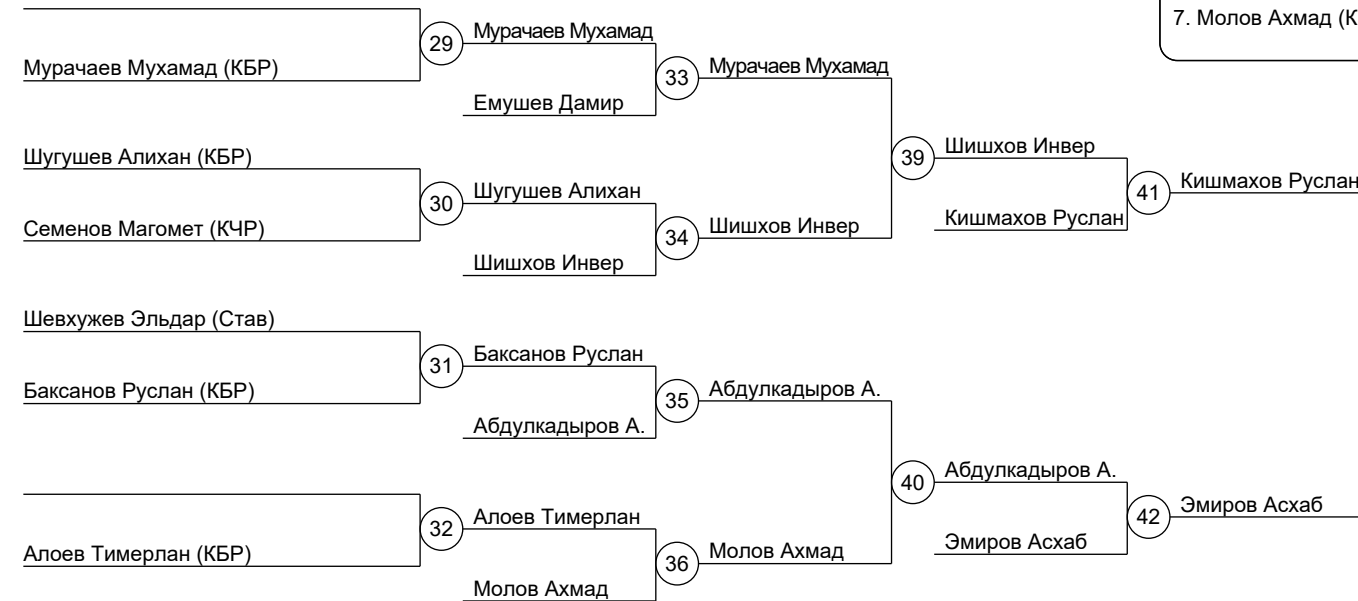 7. Молов Ахмад (К
29
Мурачаев Мухамад
Мурачаев Мухамад (КБР)
33
Мурачаев Мухамад
Емушев Дамир
Шугушев Алихан (КБР)
39
Шишхов Инвер
30
Шугушев Алихан
41
Кишмахов Руслан
Семенов Магомет (КЧР)
34
Шишхов Инвер
Кишмахов Руслан
Шишхов Инвер
Шевхужев Эльдар (Став)
31
Баксанов Руслан
Баксанов Руслан (КБР)
35
Абдулкадыров А.
Абдулкадыров А.
40
Абдулкадыров А.
32
Алоев Тимерлан
42
Эмиров Асхаб
Алоев Тимерлан (КБР)
36
Молов Ахмад
Эмиров Асхаб
Молов Ахмад